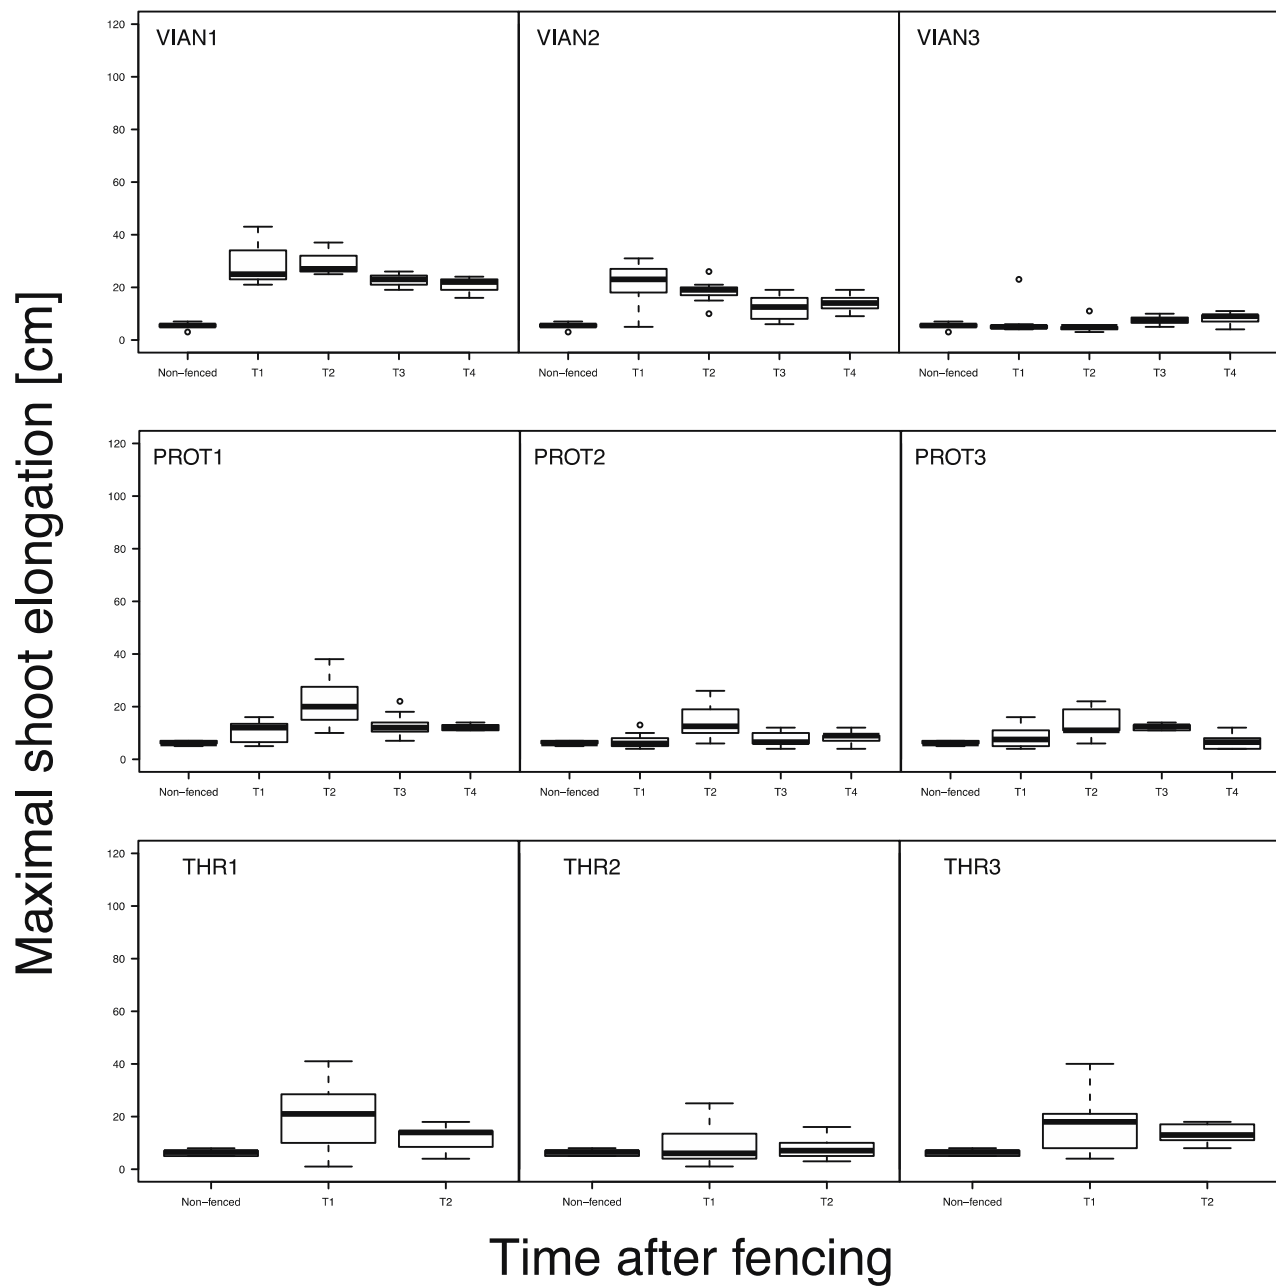 Maximal shoot elongation [cm]
VIAN1 VIAN2 VIAN3
120
100
80
60
40
20
0
Non-fenced T1 T2 T3 T4 Non-fenced T1 T2 T3 T4 Non-fenced T1 T2 T3 T4
PROT1 PROT2 PROT3
120
100
80
60
40
20
0
Non-fenced T1 T2 T3 T4 Non-fenced T1 T2 T3 T4 Non-fenced T1 T2 T3 T4
THR1 THR2 THR3
120
100
80
60
40
20
0
Non-fenced T1 T2 Non-fenced T1 T2 Non-fenced T1 T2
Time after fencing